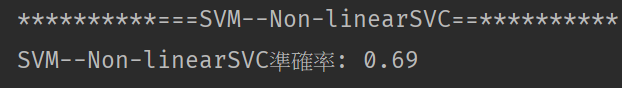 **********===SVM--Non-linearSVC==**********
SVM--Non-linearSVC準確率: 0.69